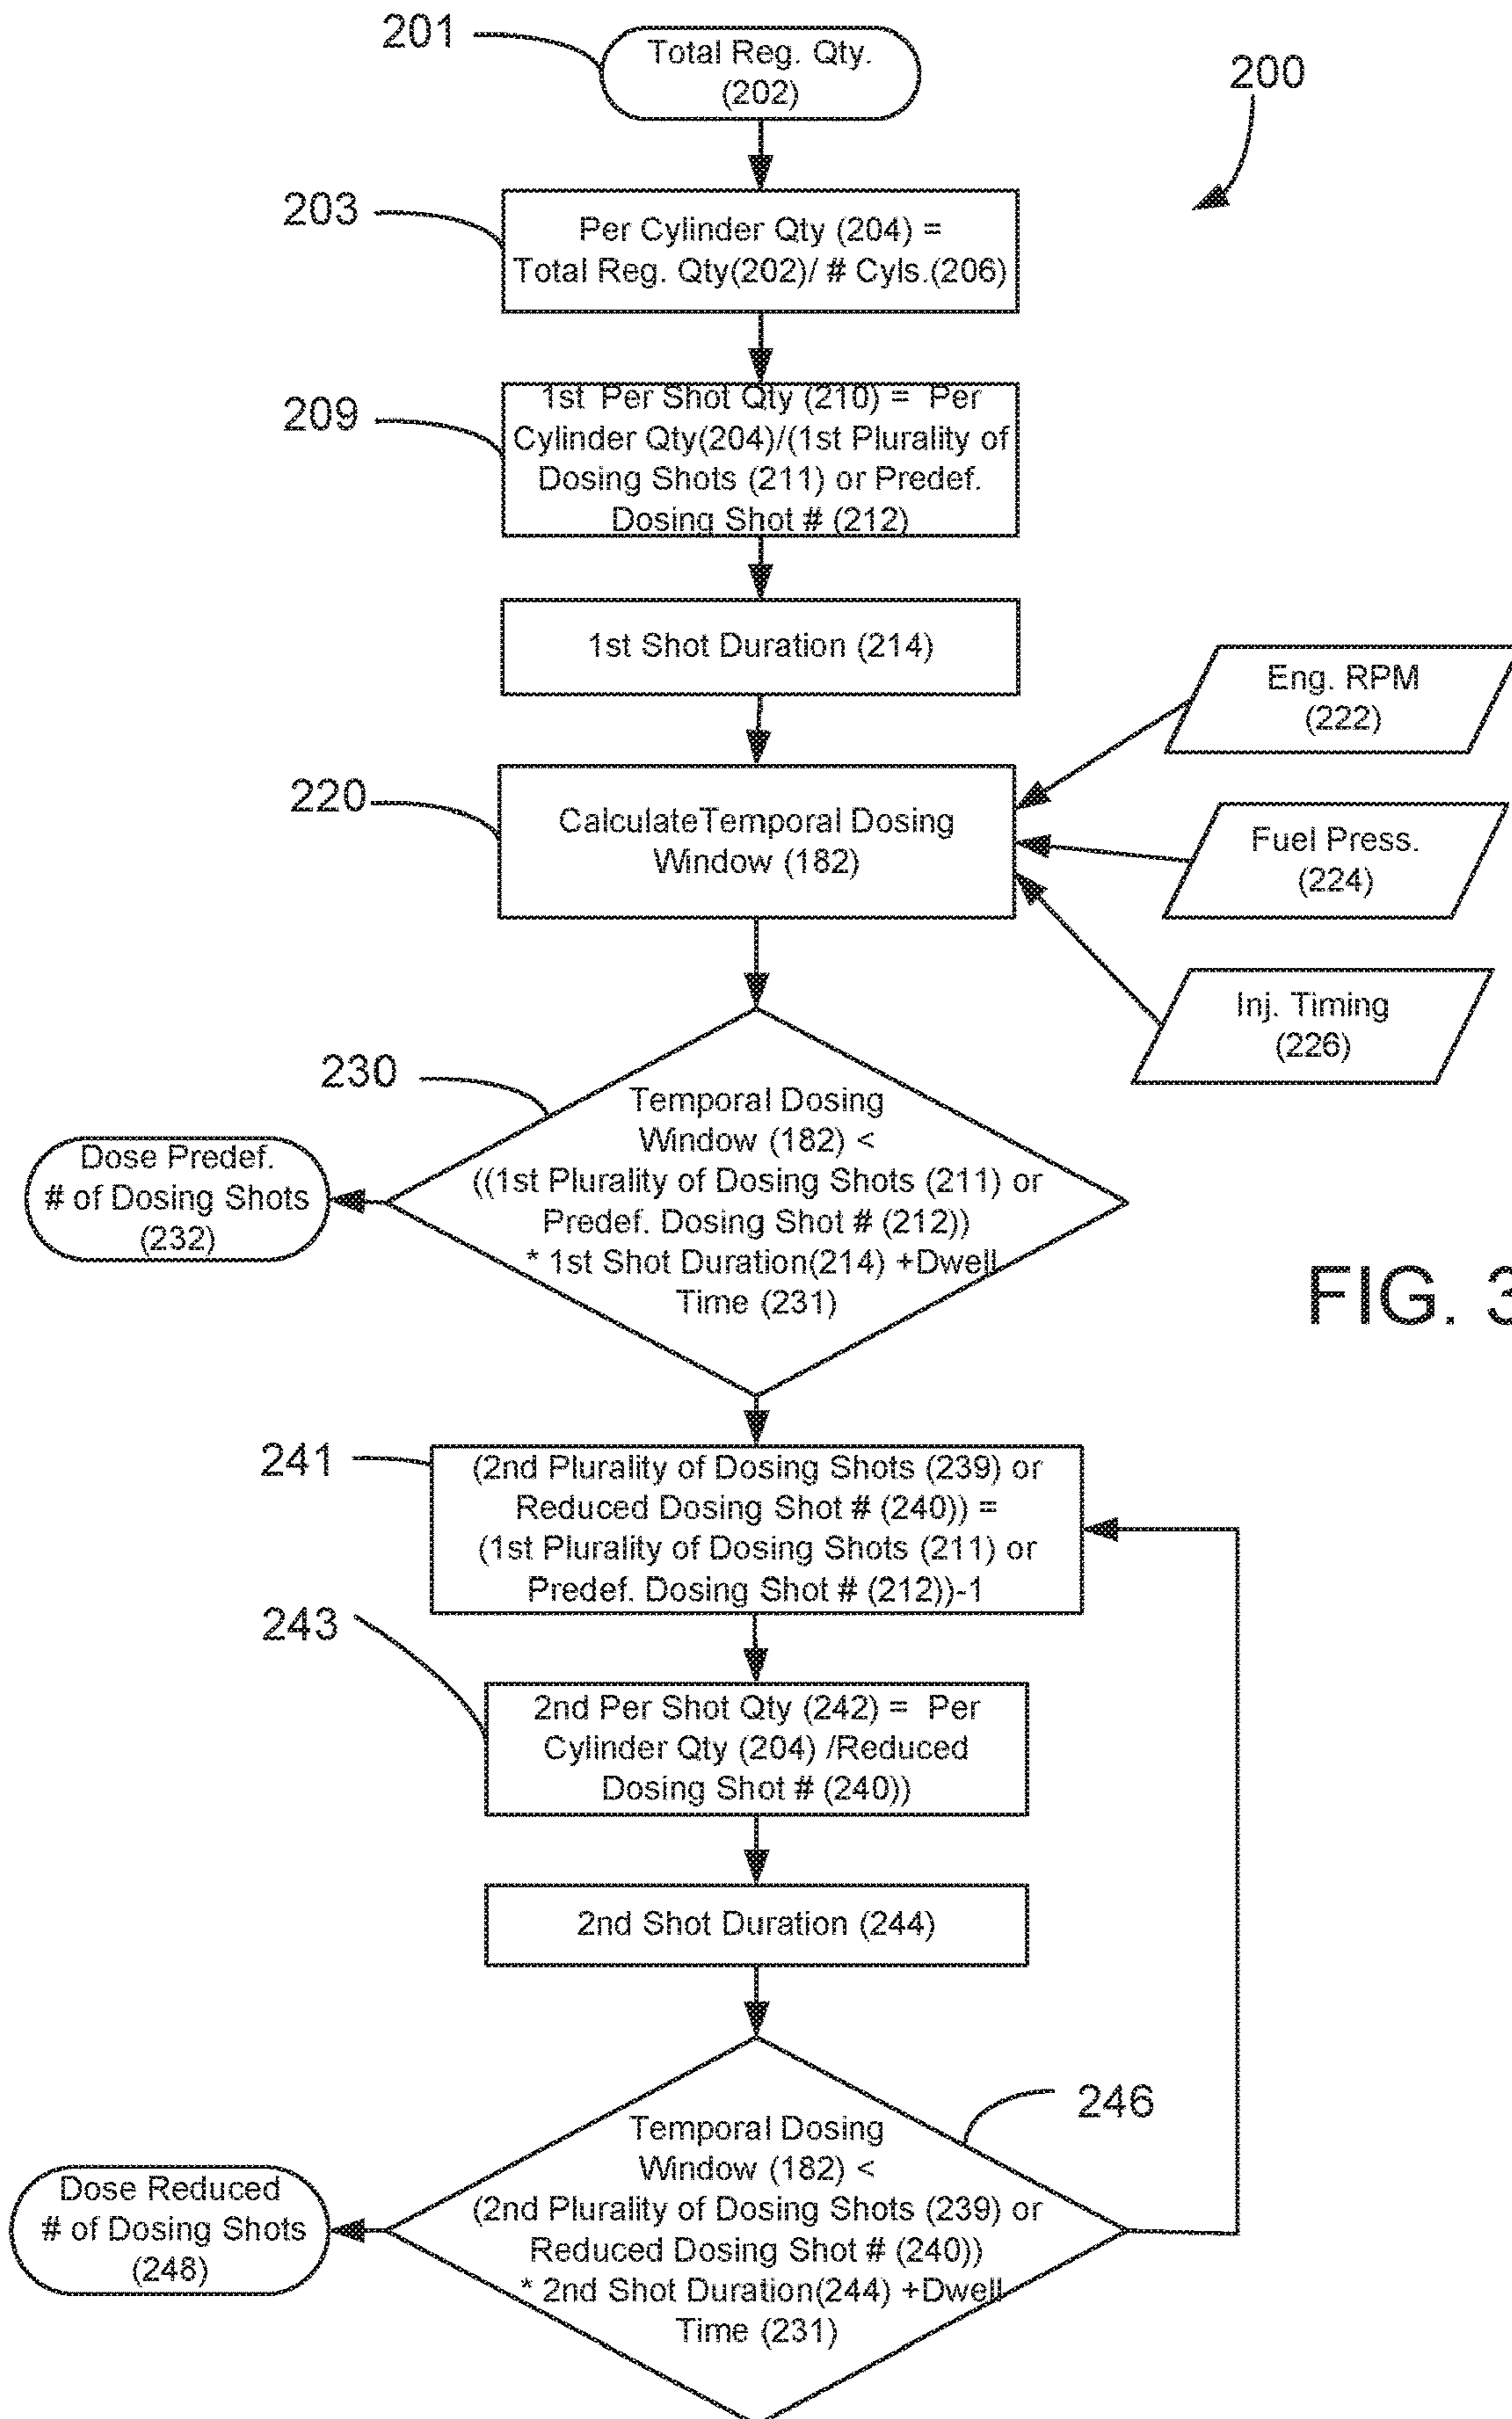 201
Total Reg. Qty.
(202)
200
203
Per Cylinder Qty (204) =
Total Reg. Qty(202)/ # Cyls.(206)
209
1st Per Shot Qty (210) = Per
Cylinder Qty(204)/(1st Plurality of
Dosing Shots (211) or Predef.
Dosing Shot # (212)
1st Shot Duration (214)
Eng. RPM
(222)
220
CalculateTemporal Dosing
Window (182)
Fuel Press.
(224)
Inj. Timing
(226)
230
Temporal Dosing
Window (182) <
((1st Plurality of Dosing Shots (211) or
Predef. Dosing Shot # (212))
* 1st Shot Duration(214) +Dwell
Time (231)
Dose Predef.
# of Dosing Shots
(232)
FIG. 3
241
(2nd Plurality of Dosing Shots (239) or
Reduced Dosing Shot # (240)) =
(1st Plurality of Dosing Shots (211) or
Predef. Dosing Shot # (212))-1
243
2nd Per Shot Qty (242) = Per
Cylinder Qty (204) /Reduced
Dosing Shot # (240))
2nd Shot Duration (244)
246
Temporal Dosing
Window (182) <
(2nd Plurality of Dosing Shots (239) or
Reduced Dosing Shot # (240))
* 2nd Shot Duration(244) +Dwell
Time (231)
Dose Reduced
# of Dosing Shots
(248)